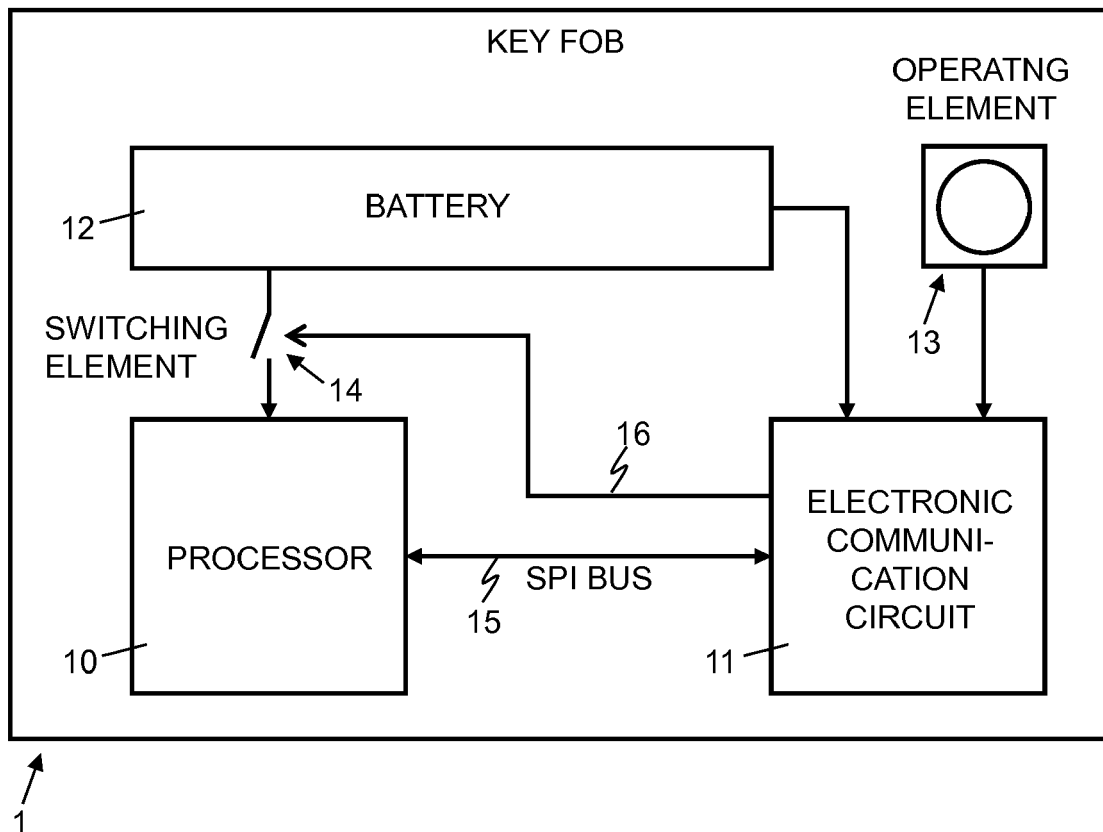 KEY FOB
OPERATNG
ELEMENT
BATTERY
12
13
SWITCHING
ELEMENT
14
16
ELECTRONIC
COMMUNI-
CATION
CIRCUIT
PROCESSOR
SPI BUS
15
10
11
1